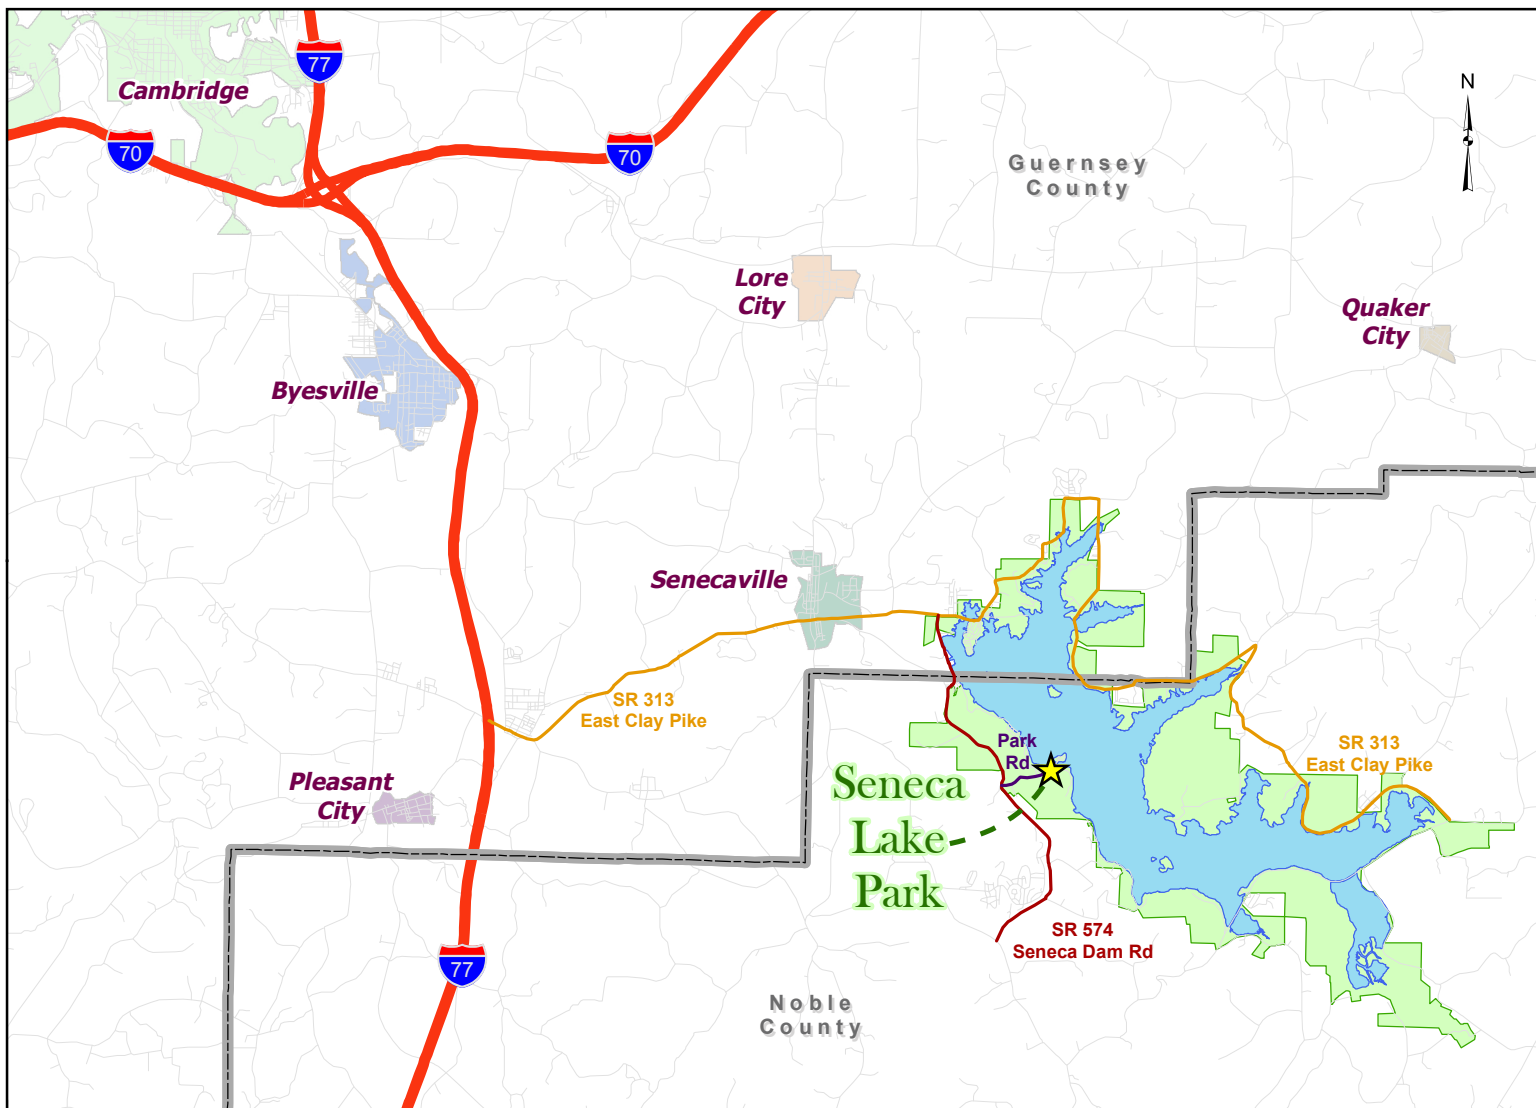 77
N
Cambridge
70
70
Guernsey
County
Lore
City
Quaker
City
Byesville
Senecaville
SR 313
East Clay Pike
Park
Rd
SR 313
East Clay Pike
Pleasant
City
Seneca
Lake
Park
SR 574
Seneca Dam Rd
77
Noble
County